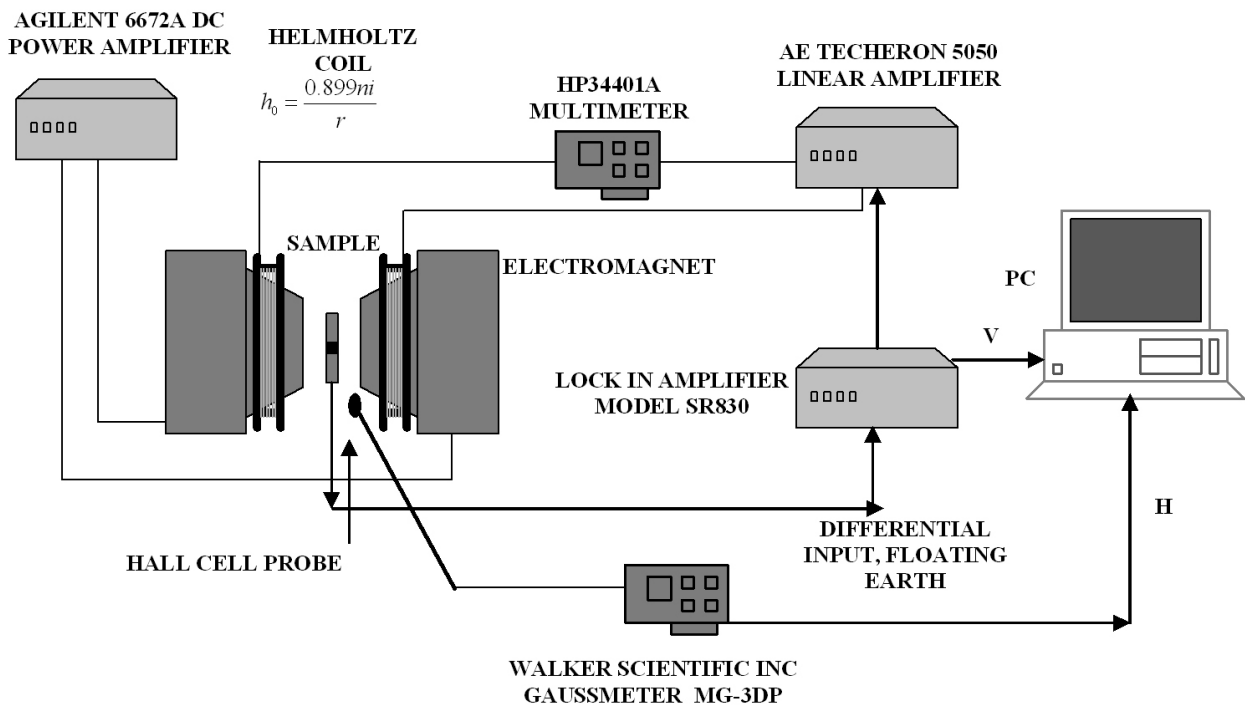 AGILENT 6672A DC
POWER AMPLIFIER
HELMHOLTZ
COIL
h₀ = 0.899ni / r
HP34401A
MULTIMETER
AE TECHERON 5050
LINEAR AMPLIFIER
SAMPLE
ELECTROMAGNET
PC
V
LOCK IN AMPLIFIER
MODEL SR830
H
HALL CELL PROBE
DIFFERENTIAL
INPUT, FLOATING
EARTH
WALKER SCIENTIFIC INC
GAUSSMETER MG-3DP